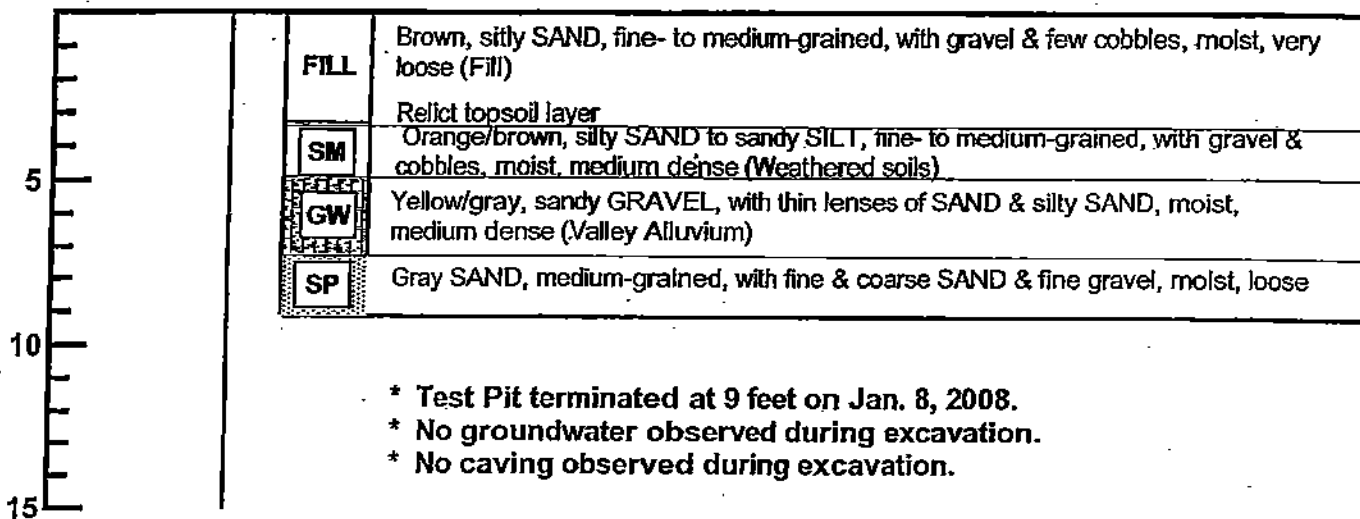 FILL
Brown, sitly SAND, fine- to medium-grained, with gravel & few cobbles, moist, very
loose (Fill)
Relict topsoil layer
SM
Orange/brown, silty SAND to sandy SILT, fine- to medium-grained, with gravel &
cobbles, moist, medium dense (Weathered soils)
5
GW
Yellow/gray, sandy GRAVEL, with thin lenses of SAND & silty SAND, moist,
medium dense (Valley Alluvium)
SP
Gray SAND, medium-grained, with fine & coarse SAND & fine gravel, moist, loose
10
* Test Pit terminated at 9 feet on Jan. 8, 2008.
* No groundwater observed during excavation.
* No caving observed during excavation.
15